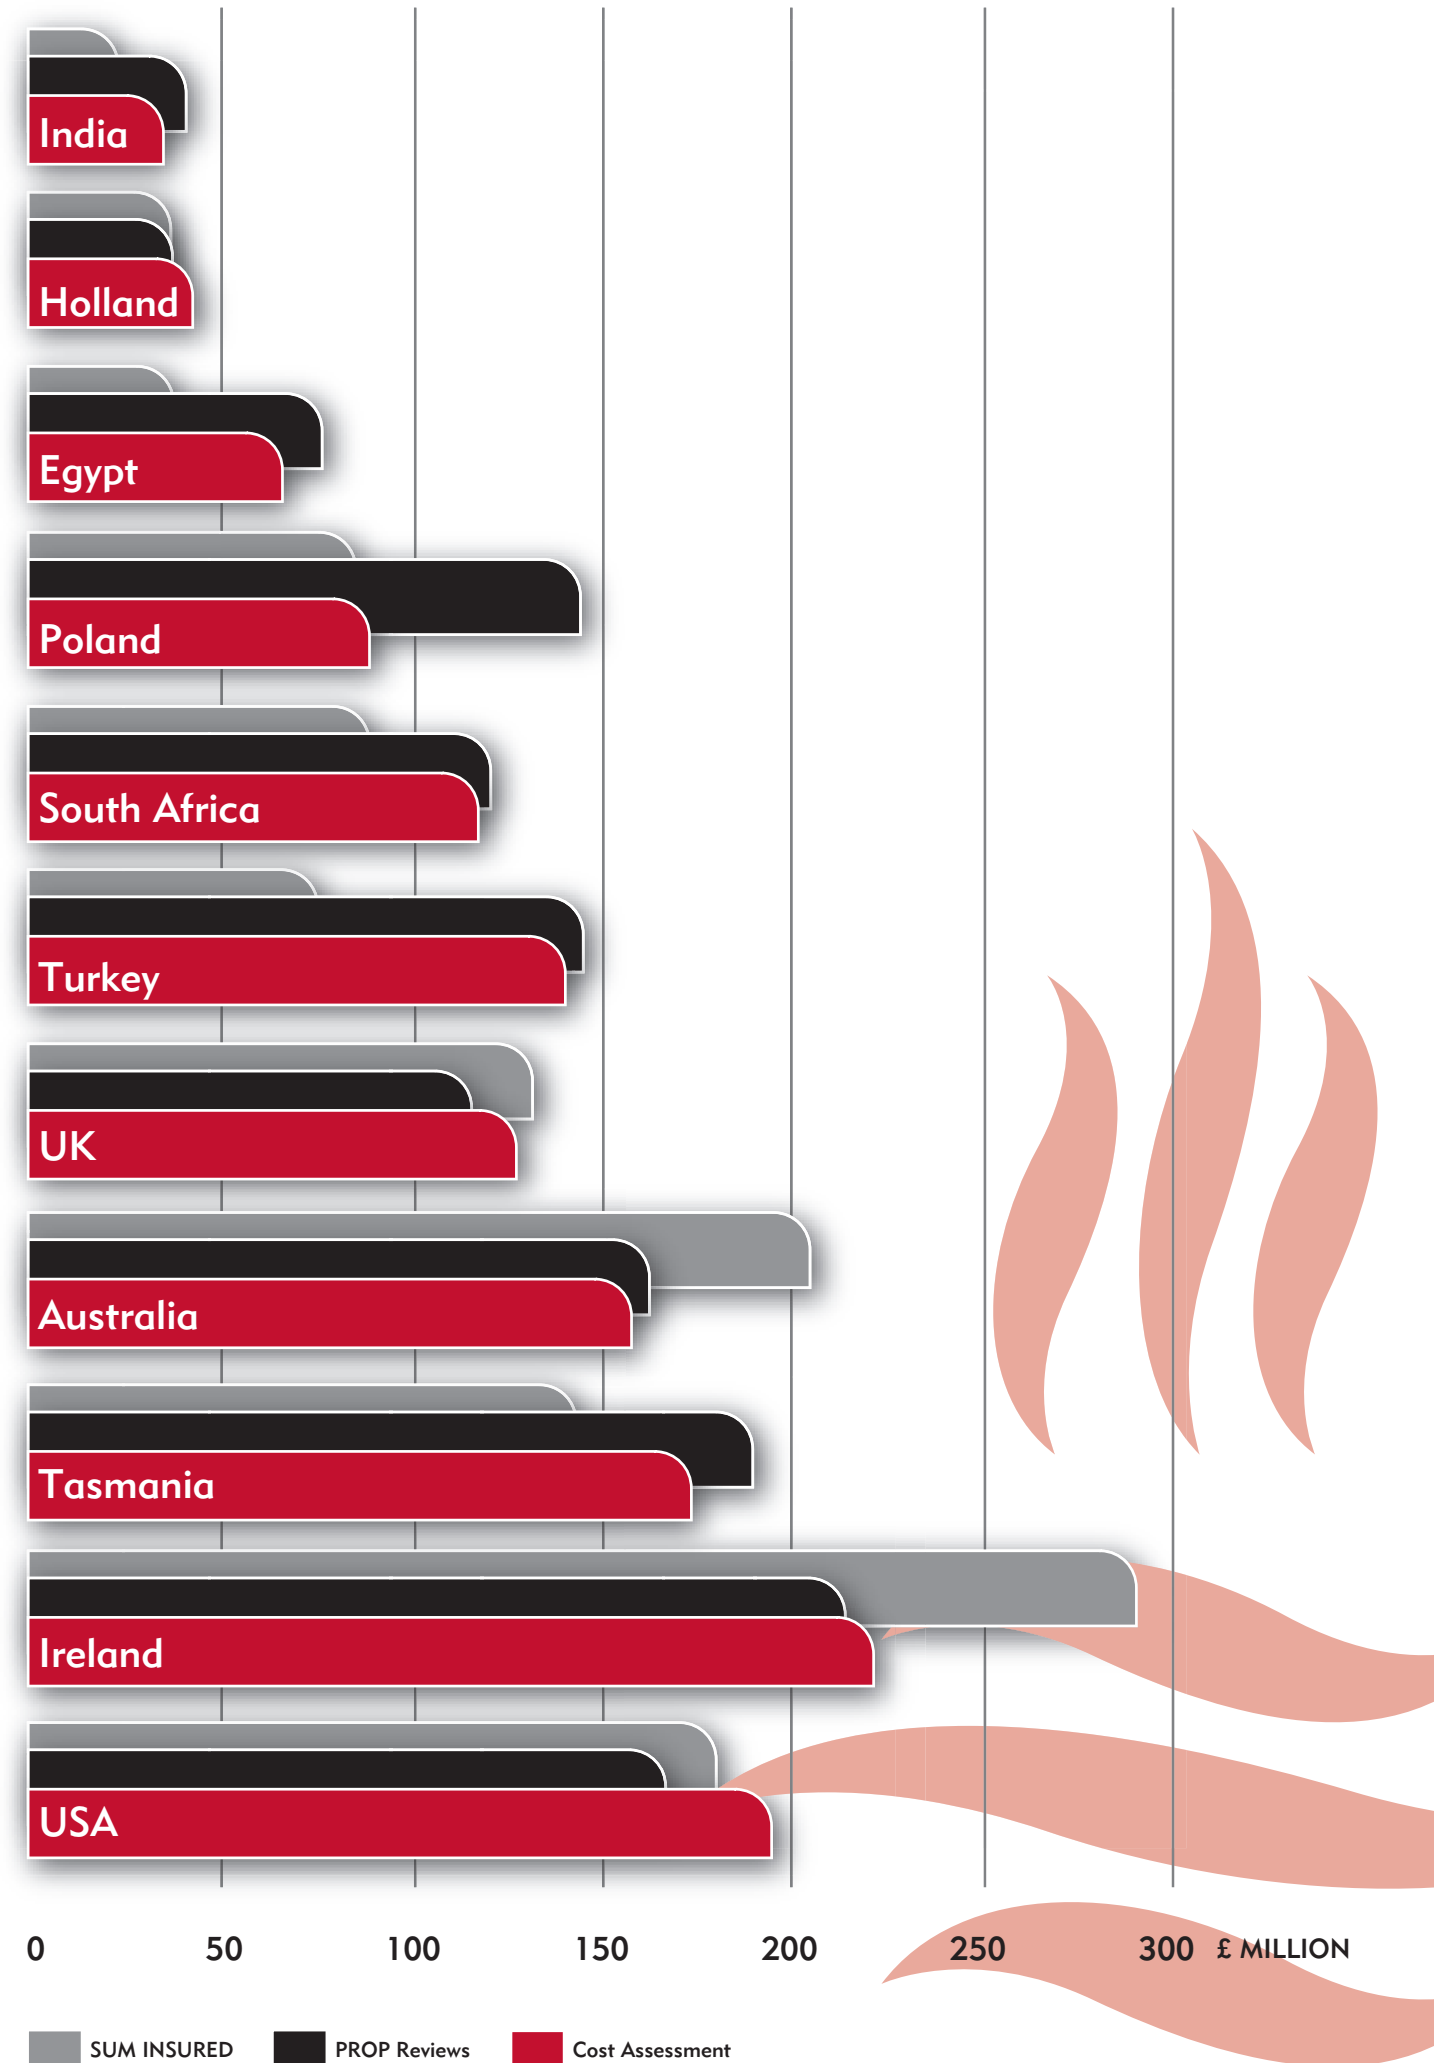 India
Holland
Egypt
Poland
South Africa
Turkey
UK
Australia
Tasmania
Ireland
USA
0 50 100 150 200 250 300 £ MILLION
SUM INSURED PROP Reviews Cost Assessment